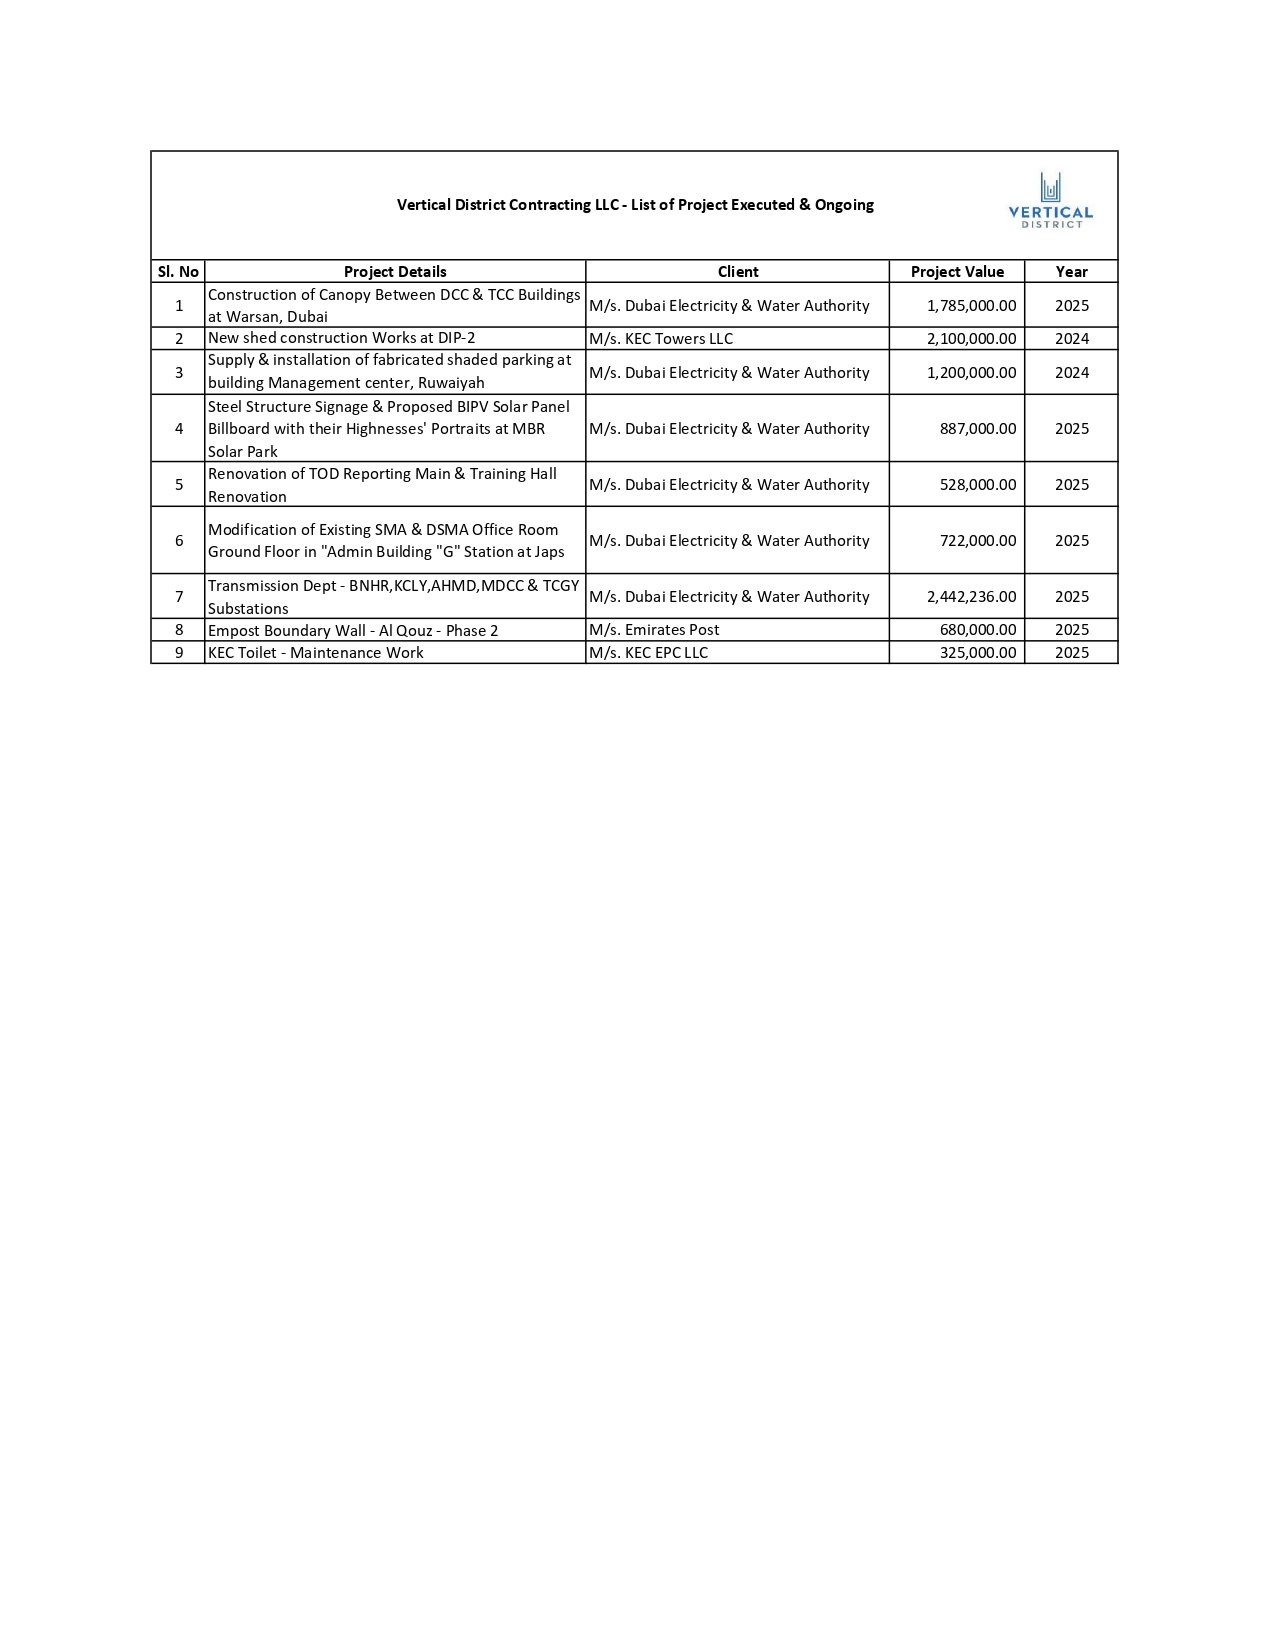 Vertical District Contracting LLC - List of Project Executed & Ongoing
VERTICAL
DISTRICT
Sl. No Project Details Client Project Value Year
1 Construction of Canopy Between DCC & TCC Buildings
at Warsan, Dubai M/s. Dubai Electricity & Water Authority 1,785,000.00 2025
2 New shed construction Works at DIP-2 M/s. KEC Towers LLC 2,100,000.00 2024
3 Supply & installation of fabricated shaded parking at
building Management center, Ruwaiyah M/s. Dubai Electricity & Water Authority 1,200,000.00 2024
4 Steel Structure Signage & Proposed BIPV Solar Panel
Billboard with their Highnesses' Portraits at MBR
Solar Park M/s. Dubai Electricity & Water Authority 887,000.00 2025
5 Renovation of TOD Reporting Main & Training Hall
Renovation M/s. Dubai Electricity & Water Authority 528,000.00 2025
6 Modification of Existing SMA & DSMA Office Room
Ground Floor in "Admin Building "G" Station at Japs M/s. Dubai Electricity & Water Authority 722,000.00 2025
7 Transmission Dept - BNHR,KCLY,AHMD,MDCC & TCGY
Substations M/s. Dubai Electricity & Water Authority 2,442,236.00 2025
8 Empost Boundary Wall - Al Qouz - Phase 2 M/s. Emirates Post 680,000.00 2025
9 KEC Toilet - Maintenance Work M/s. KEC EPC LLC 325,000.00 2025